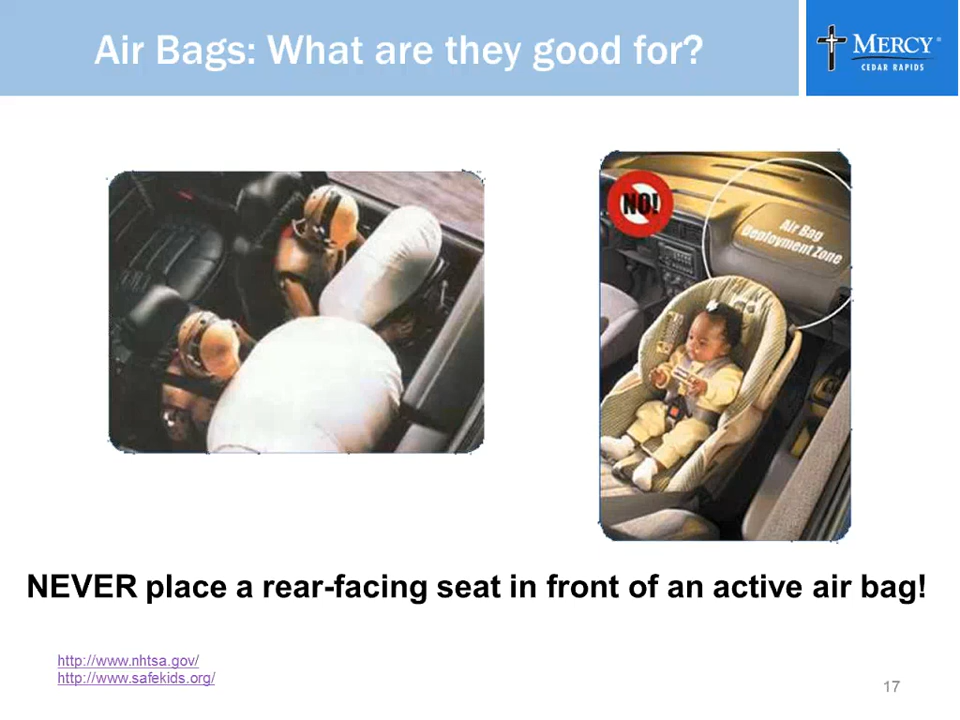 Air Bags: What are they good for?
MERCY®
CEDAR RAPIDS
NO!
Air Bag
Deployment Zone
NEVER place a rear-facing seat in front of an active air bag!
http://www.nhtsa.gov/
http://www.safekids.org/
17